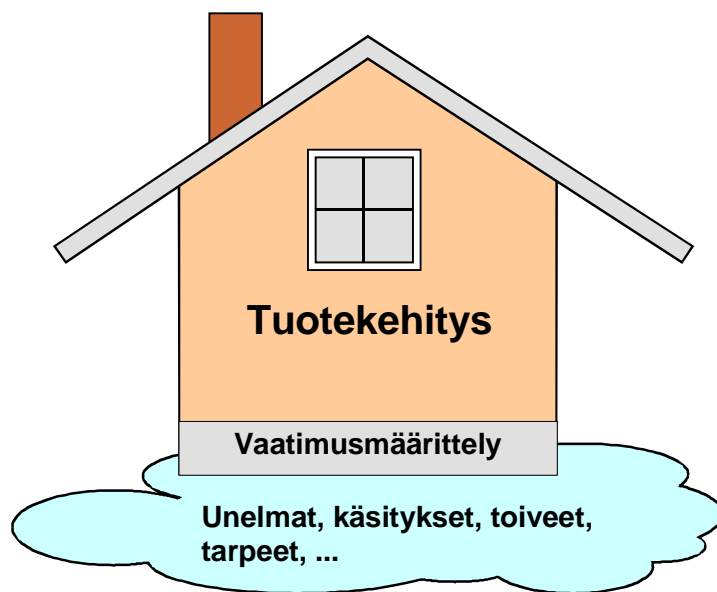 Tuotekehitys
Vaatimusmäärittely
Unelmat, käsitykset, toiveet,
tarpeet, ...